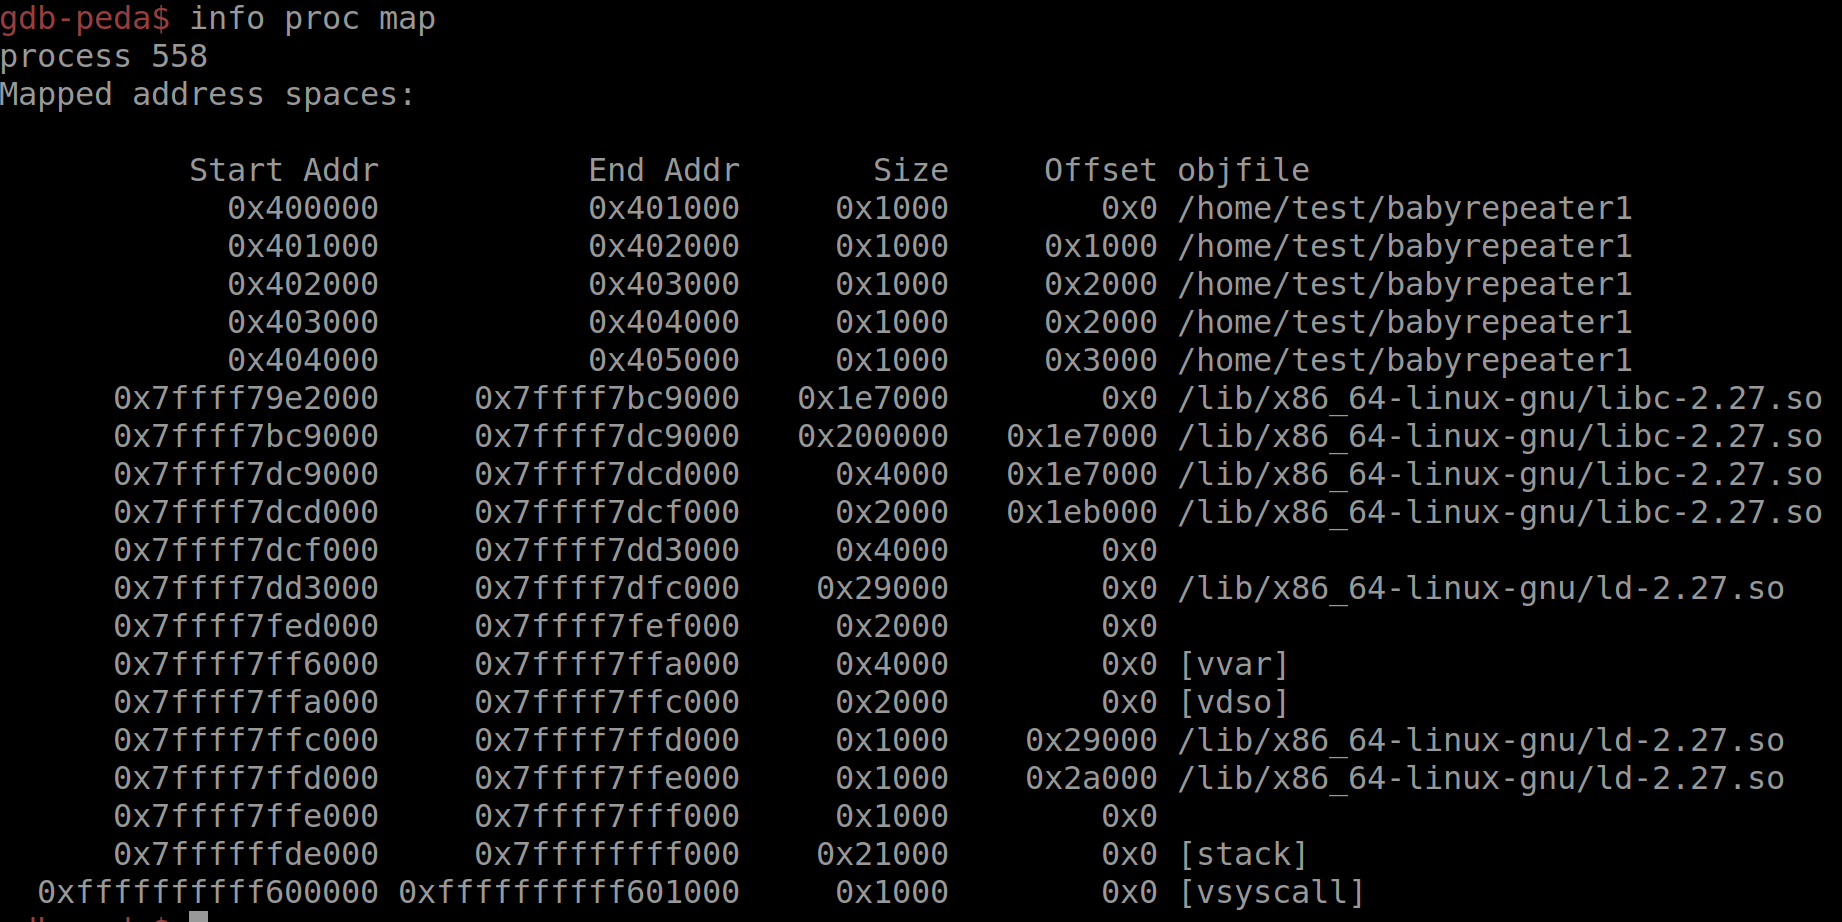 gdb-peda$ info proc map
process 558
Mapped address spaces:
Start Addr End Addr Size Offset objfile
0x400000 0x401000 0x1000 0x0 /home/test/babyrepeater1
0x401000 0x402000 0x1000 0x1000 /home/test/babyrepeater1
0x402000 0x403000 0x1000 0x2000 /home/test/babyrepeater1
0x403000 0x404000 0x1000 0x2000 /home/test/babyrepeater1
0x404000 0x405000 0x1000 0x3000 /home/test/babyrepeater1
0x7ffff79e2000 0x7ffff7bc9000 0x1e7000 0x0 /lib/x86_64-linux-gnu/libc-2.27.so
0x7ffff7bc9000 0x7ffff7dc9000 0x200000 0x1e7000 /lib/x86_64-linux-gnu/libc-2.27.so
0x7ffff7dc9000 0x7ffff7dcd000 0x4000 0x1e7000 /lib/x86_64-linux-gnu/libc-2.27.so
0x7ffff7dcd000 0x7ffff7dcf000 0x2000 0x1eb000 /lib/x86_64-linux-gnu/libc-2.27.so
0x7ffff7dcf000 0x7ffff7dd3000 0x4000 0x0
0x7ffff7dd3000 0x7ffff7dfc000 0x29000 0x0 /lib/x86_64-linux-gnu/ld-2.27.so
0x7ffff7fed000 0x7ffff7fef000 0x2000 0x0
0x7ffff7ff6000 0x7ffff7ffa000 0x4000 0x0 [vvar]
0x7ffff7ffa000 0x7ffff7ffc000 0x2000 0x0 [vdso]
0x7ffff7ffc000 0x7ffff7ffd000 0x1000 0x29000 /lib/x86_64-linux-gnu/ld-2.27.so
0x7ffff7ffd000 0x7ffff7ffe000 0x1000 0x2a000 /lib/x86_64-linux-gnu/ld-2.27.so
0x7ffff7ffe000 0x7ffff7fff000 0x1000 0x0
0x7ffffffde000 0x7ffffffff000 0x21000 0x0 [stack]
0xffffffffff600000 0xffffffffff601000 0x1000 0x0 [vsyscall]